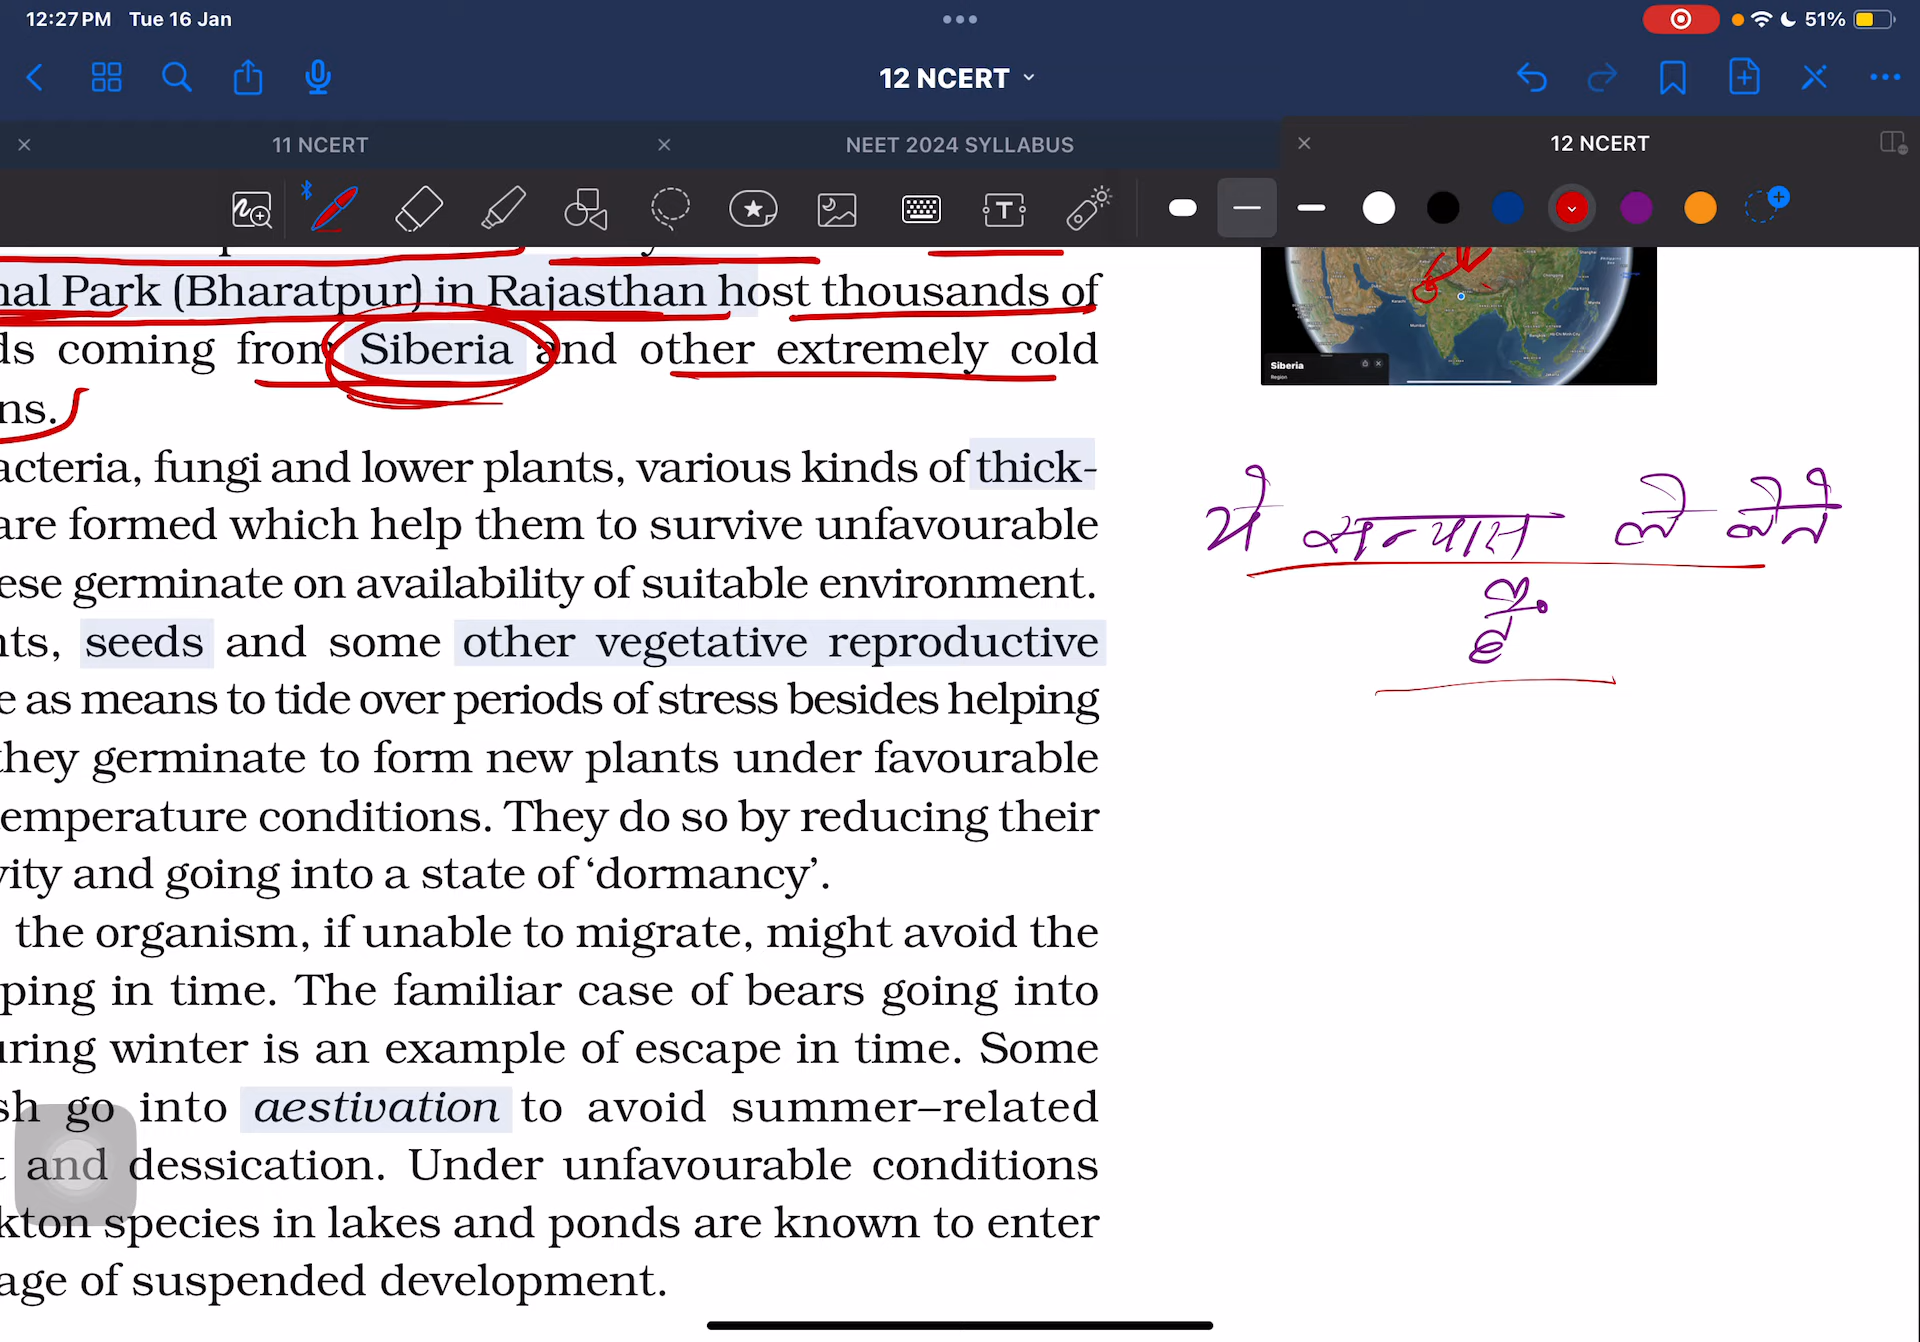 12:27 PM Tue 16 Jan
51%
12 NCERT
11 NCERT
NEET 2024 SYLLABUS
12 NCERT
nal Park (Bharatpur) in Rajasthan host thousands of
ds coming from Siberia and other extremely cold
ns.
acteria, fungi and lower plants, various kinds of thick-
are formed which help them to survive unfavourable
ese germinate on availability of suitable environment.
nts, seeds and some other vegetative reproductive
e as means to tide over periods of stress besides helping
they germinate to form new plants under favourable
temperature conditions. They do so by reducing their
vity and going into a state of ‘dormancy’.
the organism, if unable to migrate, might avoid the
ping in time. The familiar case of bears going into
uring winter is an example of escape in time. Some
sh go into aestivation to avoid summer–related
t and dessication. Under unfavourable conditions
kton species in lakes and ponds are known to enter
age of suspended development.
Siberia
Region
ये सन्यास ले लेते
हैं